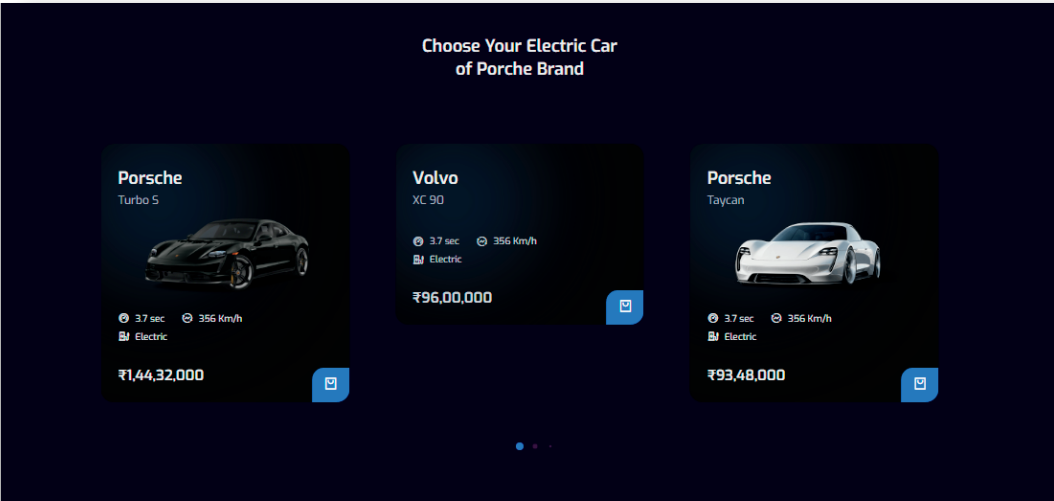 Choose Your Electric Car
of Porche Brand
Porsche
Turbo S
3.7 sec 356 Km/h
Electric
₹1,44,32,000
Volvo
XC 90
3.7 sec 356 Km/h
Electric
₹96,00,000
Porsche
Taycan
3.7 sec 356 Km/h
Electric
₹93,48,000